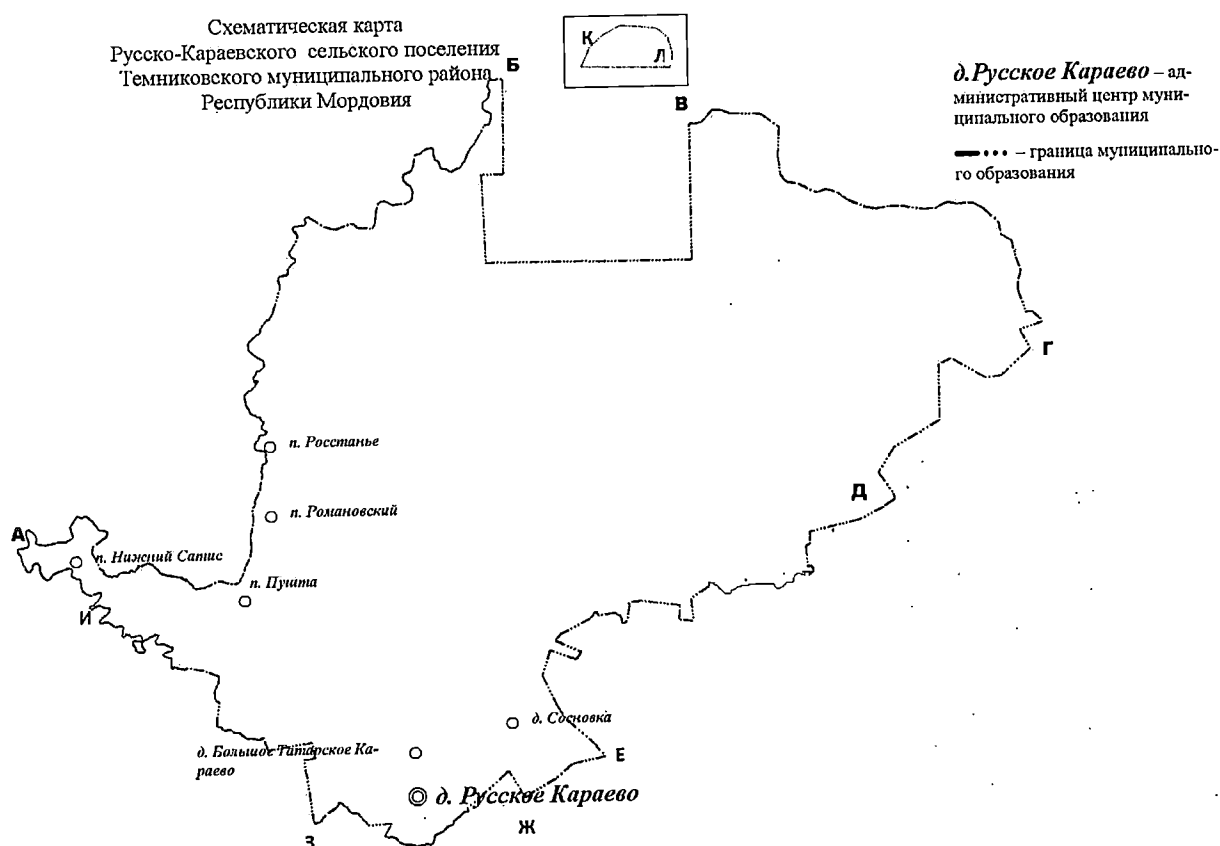 Схематическая карта
Русско-Караевского сельского поселения
Темниковского муниципального района
Республики Мордовия
Б
К
Л
В
д.Русское Караево – ад-
министративный центр муни-
ципального образования
– граница муниципально-
го образования
Г
п. Росстанье
Д
п. Романовский
А
п. Нижний Сатис
п. Пушта
И
д. Сосновка
д. Большое Татарское Ка-
раево
Е
д. Русское Караево
Ж
З